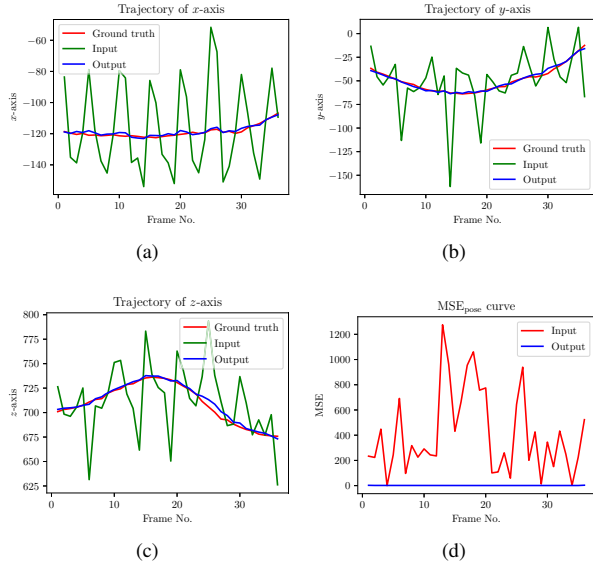 Trajectory of x-axis
Ground truth
Input
Output
x-axis
−60
−80
−100
−120
−140
0 10 20 30
Frame No.
(a)
Trajectory of y-axis
y-axis
0
−25
−50
−75
−100
−125
−150
Ground truth
Input
Output
0 10 20 30
Frame No.
(b)
Trajectory of z-axis
Ground truth
Input
Output
z-axis
800
775
750
725
700
675
650
625
0 10 20 30
Frame No.
(c)
MSEpose curve
Input
Output
MSE
1200
1000
800
600
400
200
0
0 10 20 30
Frame No.
(d)